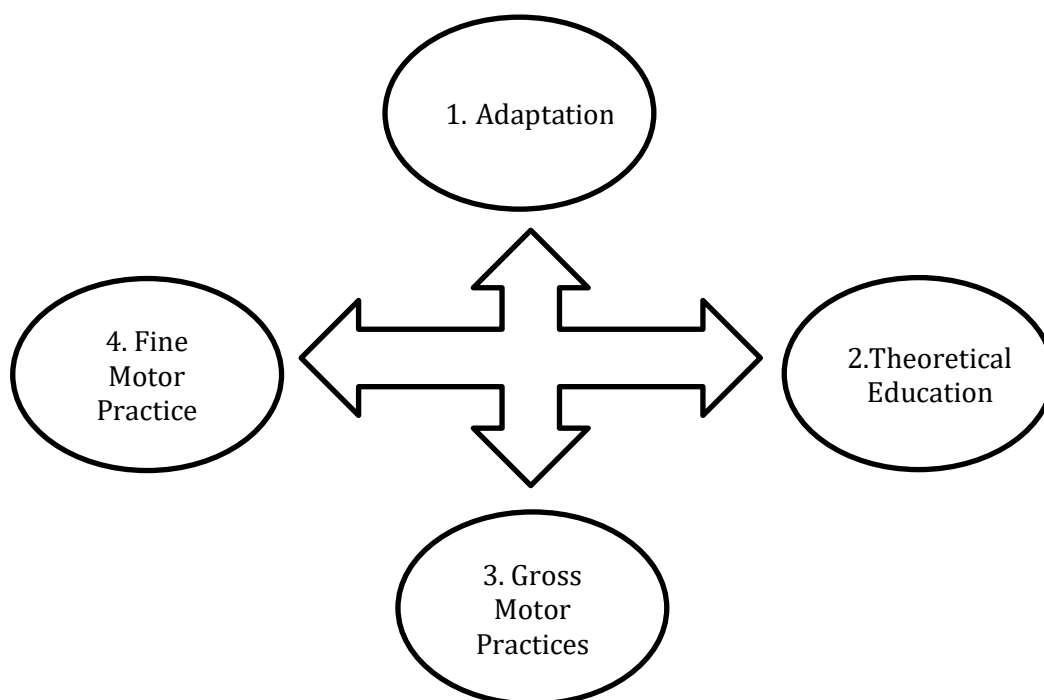 1. Adaptation
2.Theoretical
Education
3. Gross
Motor
Practices
4. Fine
Motor
Practice